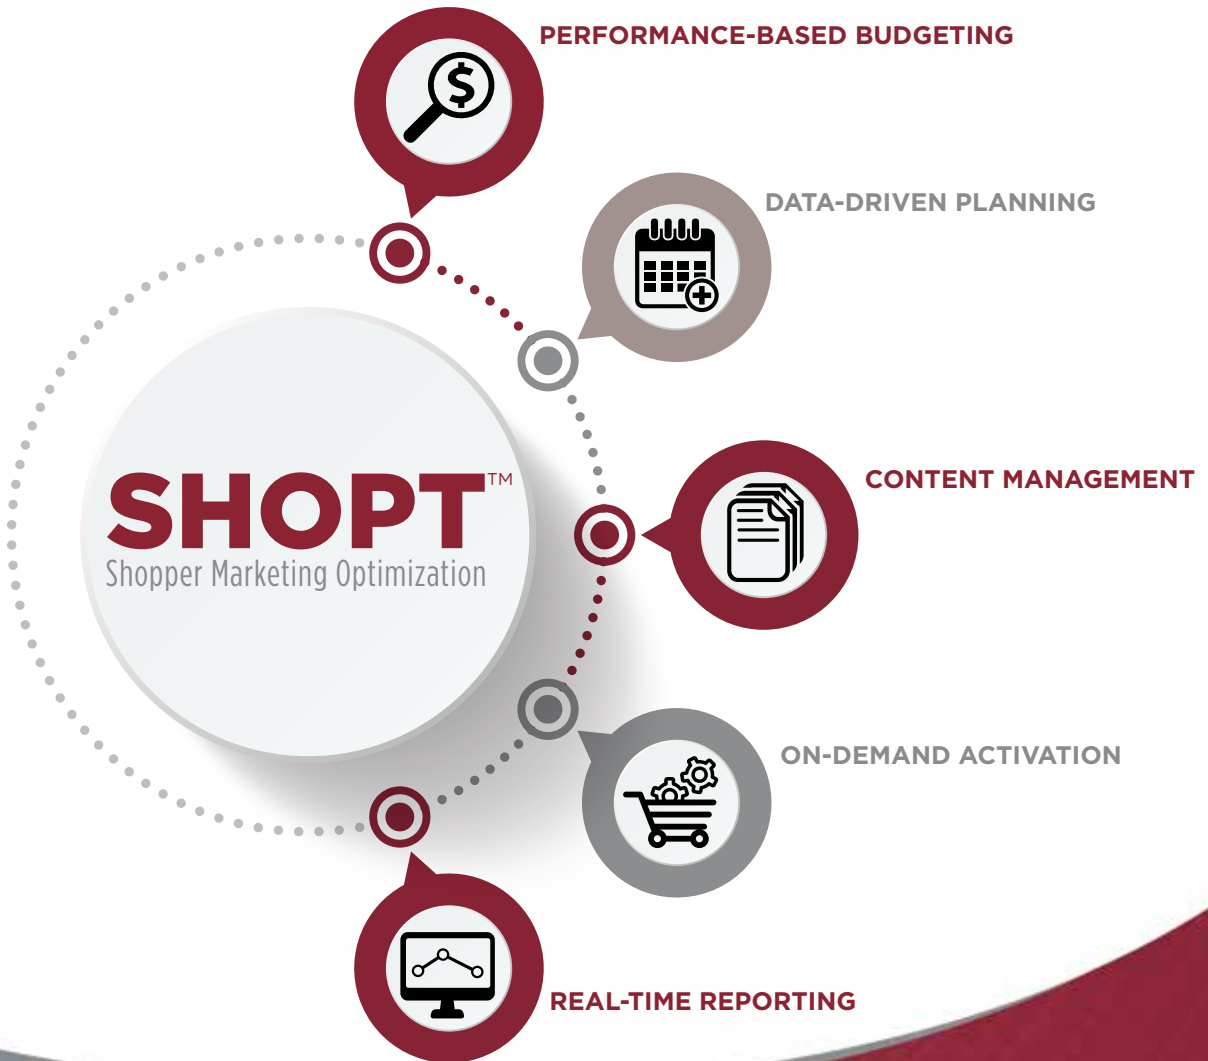 PERFORMANCE-BASED BUDGETING
$
DATA-DRIVEN PLANNING
CONTENT MANAGEMENT
SHOPT™
Shopper Marketing Optimization
ON-DEMAND ACTIVATION
REAL-TIME REPORTING